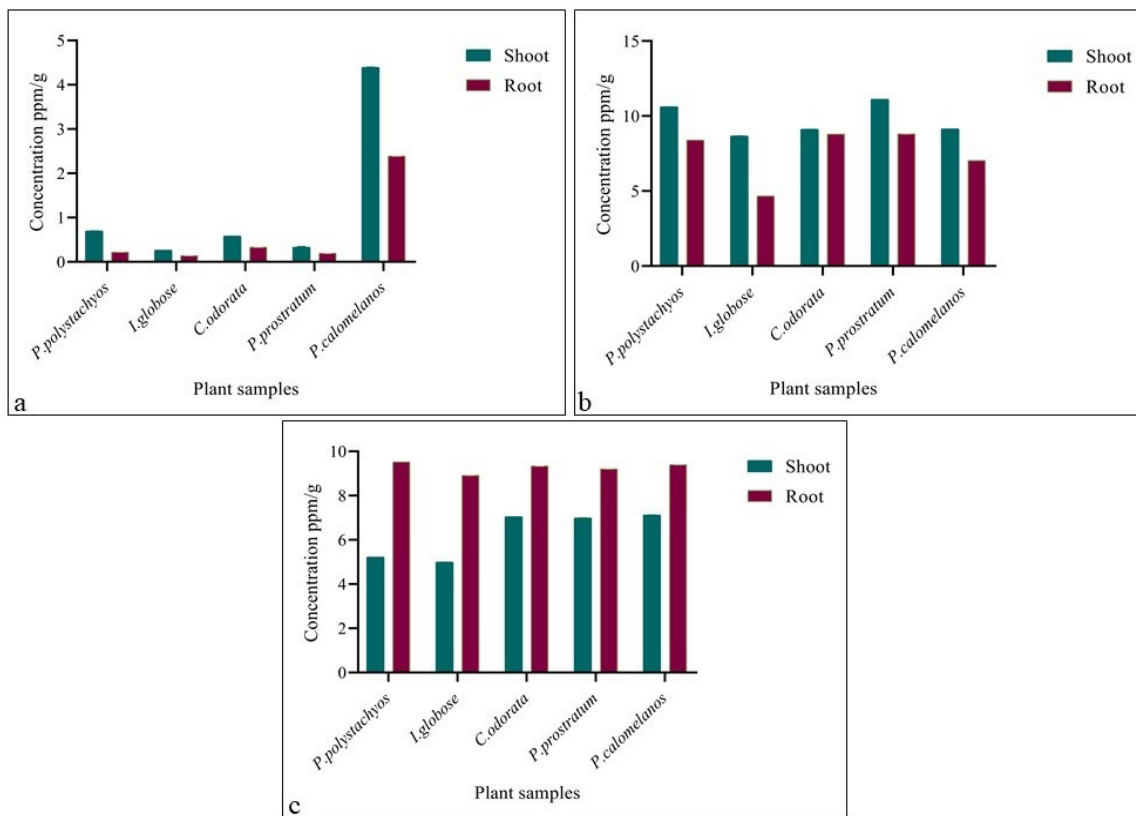 5
4
3
2
1
0
Concentration ppm/g
Shoot
Root
P.polystachyos
I.globose
C.odorata
P.prostratum
P.calomelanos
Plant samples
a
15
10
5
0
Concentration ppm/g
Shoot
Root
P.polystachyos
I.globose
C.odorata
P.prostratum
P.calomelanos
Plant samples
b
10
8
6
4
2
0
Concentration ppm/g
Shoot
Root
P.polystachyos
I.globose
C.odorata
P.prostratum
P.calomelanos
Plant samples
c